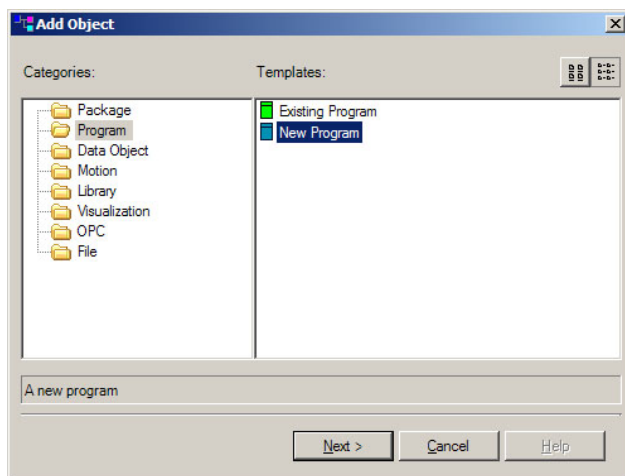 Add Object
Categories:
Templates:
Package
Program
Data Object
Motion
Library
Visualization
OPC
File
Existing Program
New Program
A new program
Next >
Cancel
Help